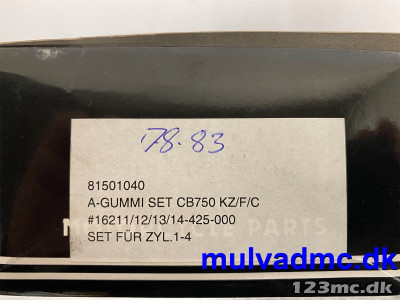 78-83
81501040
A-GUMMI SET CB750 KZ/F/C
#16211/12/13/14-425-000
SET FÜR ZYL.1-4
mulvadmc.dk
123mc.dk